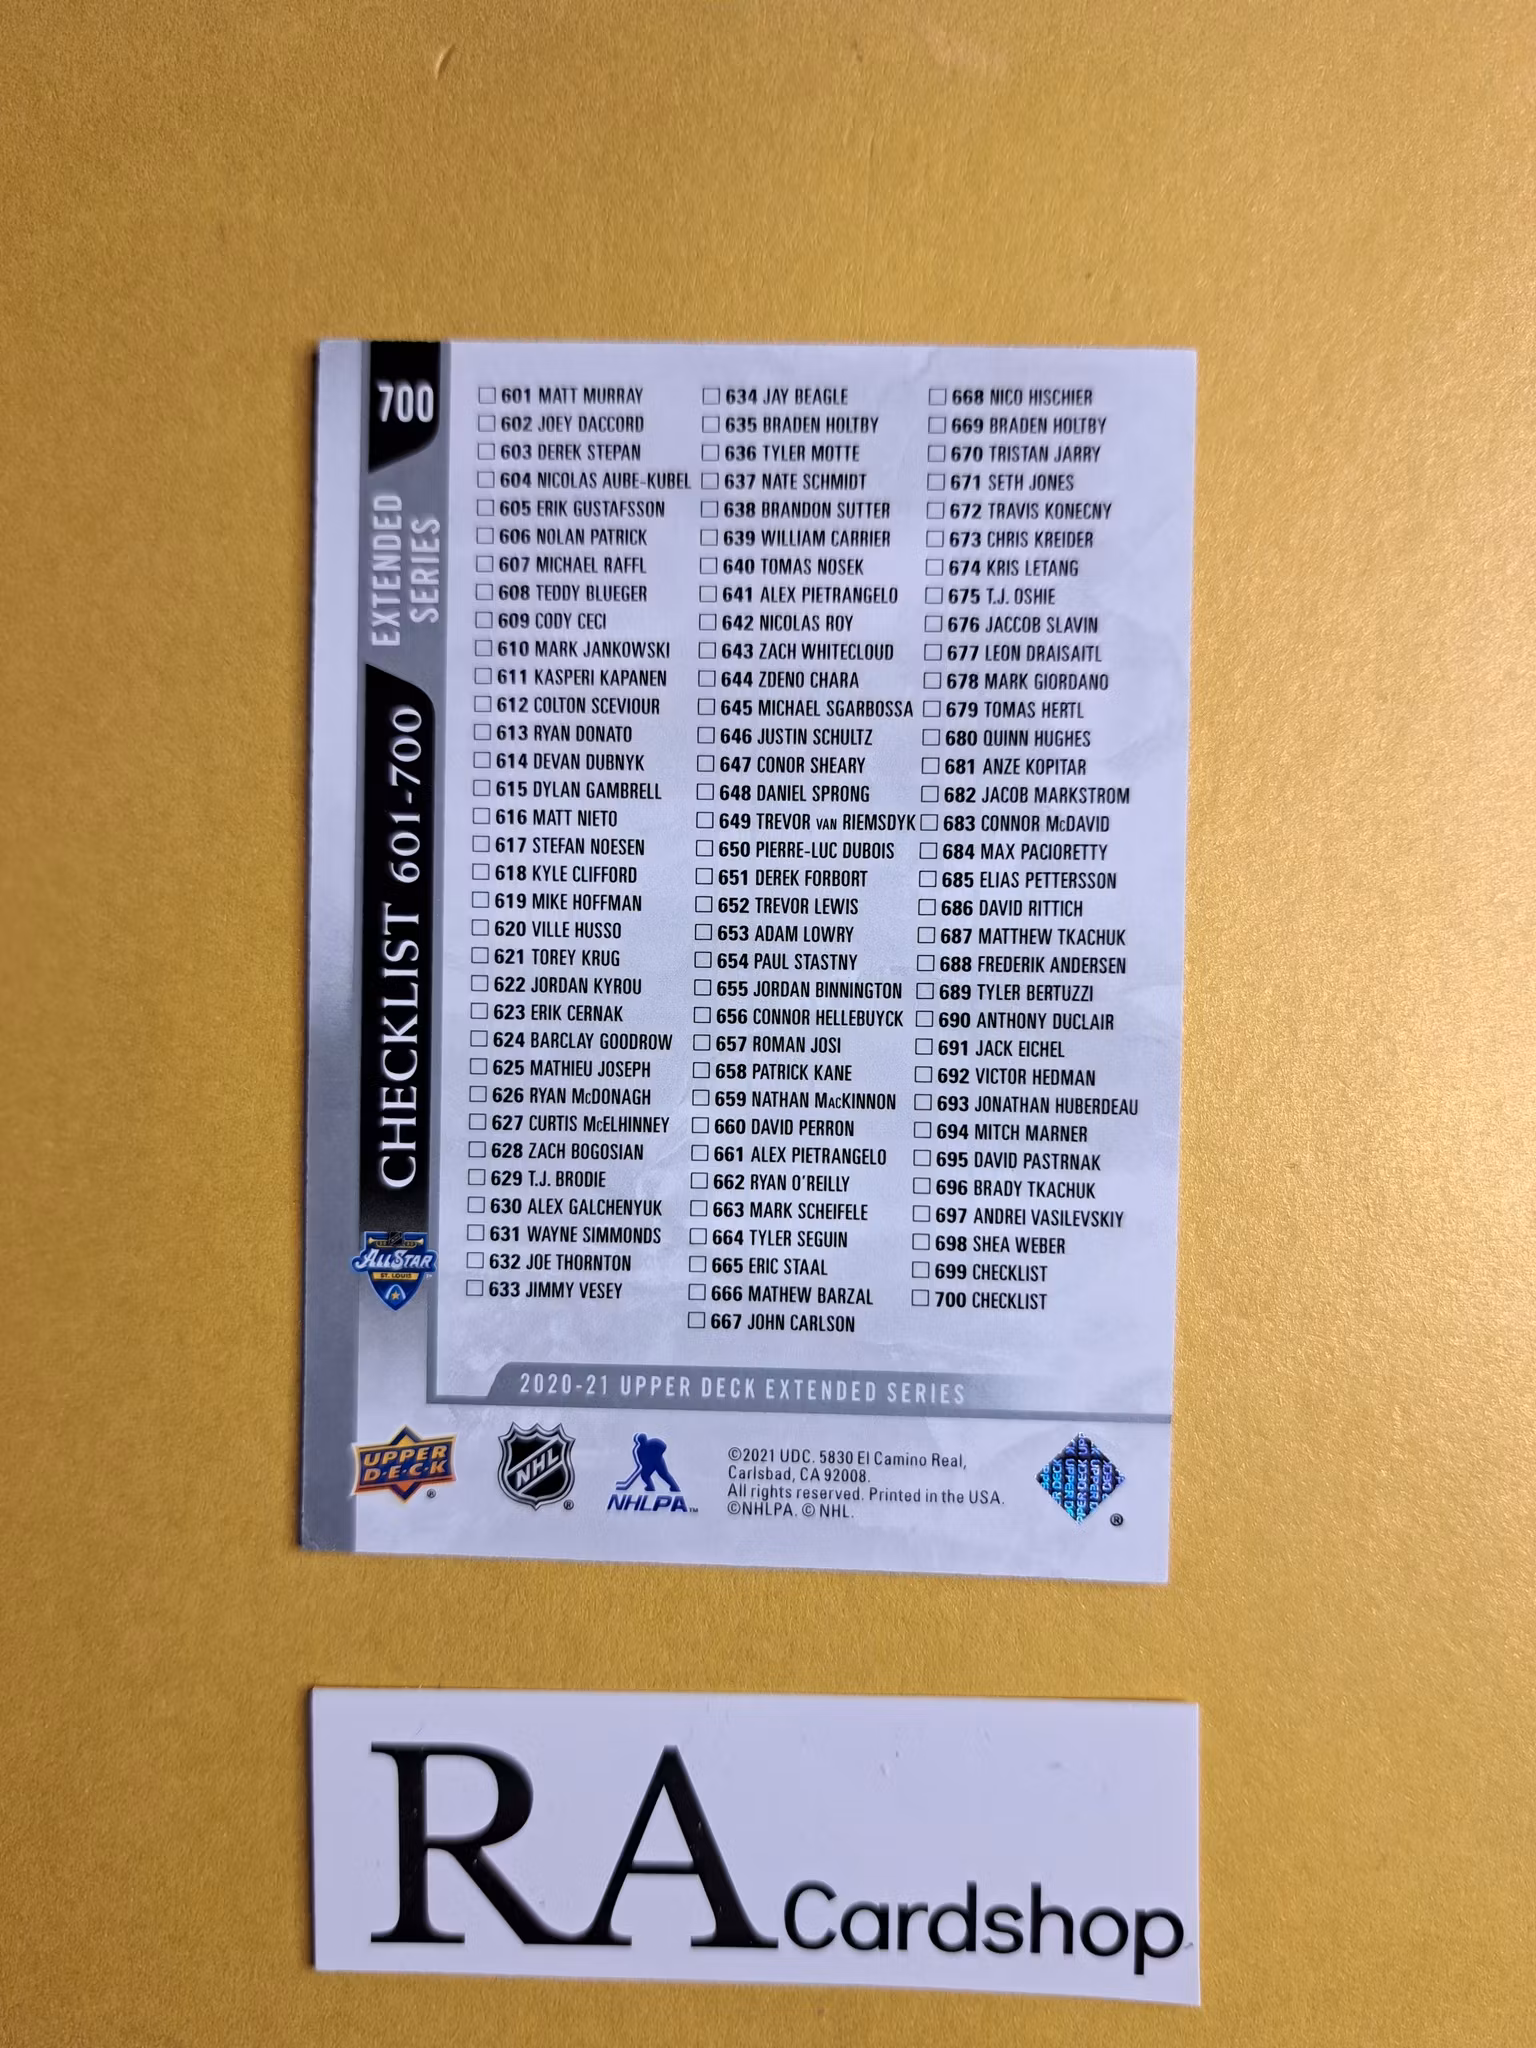 700
EXTENDED
SERIES
CHECKLIST 601-700
ALL STAR
ST. LOUIS
601 MATT MURRAY
602 JOEY DACCORD
603 DEREK STEPAN
604 NICOLAS AUBE-KUBEL
605 ERIK GUSTAFSSON
606 NOLAN PATRICK
607 MICHAEL RAFFL
608 TEDDY BLUEGER
609 CODY CECI
610 MARK JANKOWSKI
611 KASPERI KAPANEN
612 COLTON SCEVIOUR
613 RYAN DONATO
614 DEVAN DUBNYK
615 DYLAN GAMBRELL
616 MATT NIETO
617 STEFAN NOESEN
618 KYLE CLIFFORD
619 MIKE HOFFMAN
620 VILLE HUSSO
621 TOREY KRUG
622 JORDAN KYROU
623 ERIK CERNAK
624 BARCLAY GOODROW
625 MATHIEU JOSEPH
626 RYAN McDONAGH
627 CURTIS McELHINNEY
628 ZACH BOGOSIAN
629 T.J. BRODIE
630 ALEX GALCHENYUK
631 WAYNE SIMMONDS
632 JOE THORNTON
633 JIMMY VESEY
634 JAY BEAGLE
635 BRADEN HOLTBY
636 TYLER MOTTE
637 NATE SCHMIDT
638 BRANDON SUTTER
639 WILLIAM CARRIER
640 TOMAS NOSEK
641 ALEX PIETRANGELO
642 NICOLAS ROY
643 ZACH WHITECLOUD
644 ZDENO CHARA
645 MICHAEL SGARBOSSA
646 JUSTIN SCHULTZ
647 CONOR SHEARY
648 DANIEL SPRONG
649 TREVOR VAN RIEMSDYK
650 PIERRE-LUC DUBOIS
651 DEREK FORBORT
652 TREVOR LEWIS
653 ADAM LOWRY
654 PAUL STASTNY
655 JORDAN BINNINGTON
656 CONNOR HELLEBUYCK
657 ROMAN JOSI
658 PATRICK KANE
659 NATHAN MacKINNON
660 DAVID PERRON
661 ALEX PIETRANGELO
662 RYAN O'REILLY
663 MARK SCHEIFELE
664 TYLER SEGUIN
665 ERIC STAAL
666 MATHEW BARZAL
667 JOHN CARLSON
668 NICO HISCHIER
669 BRADEN HOLTBY
670 TRISTAN JARRY
671 SETH JONES
672 TRAVIS KONECNY
673 CHRIS KREIDER
674 KRIS LETANG
675 T.J. OSHIE
676 JACCOB SLAVIN
677 LEON DRAISAITL
678 MARK GIORDANO
679 TOMAS HERTL
680 QUINN HUGHES
681 ANZE KOPITAR
682 JACOB MARKSTROM
683 CONNOR McDAVID
684 MAX PACIORETTY
685 ELIAS PETTERSSON
686 DAVID RITTICH
687 MATTHEW TKACHUK
688 FREDERIK ANDERSEN
689 TYLER BERTUZZI
690 ANTHONY DUCLAIR
691 JACK EICHEL
692 VICTOR HEDMAN
693 JONATHAN HUBERDEAU
694 MITCH MARNER
695 DAVID PASTRNAK
696 BRADY TKACHUK
697 ANDREI VASILEVSKIY
698 SHEA WEBER
699 CHECKLIST
700 CHECKLIST
2020-21 UPPER DECK EXTENDED SERIES
UPPER
D·E·C·K ®
NHL ®
NHLPA™
©2021 UDC. 5830 El Camino Real,
Carlsbad, CA 92008.
All rights reserved. Printed in the USA.
©NHLPA. © NHL.
®
RA Cardshop